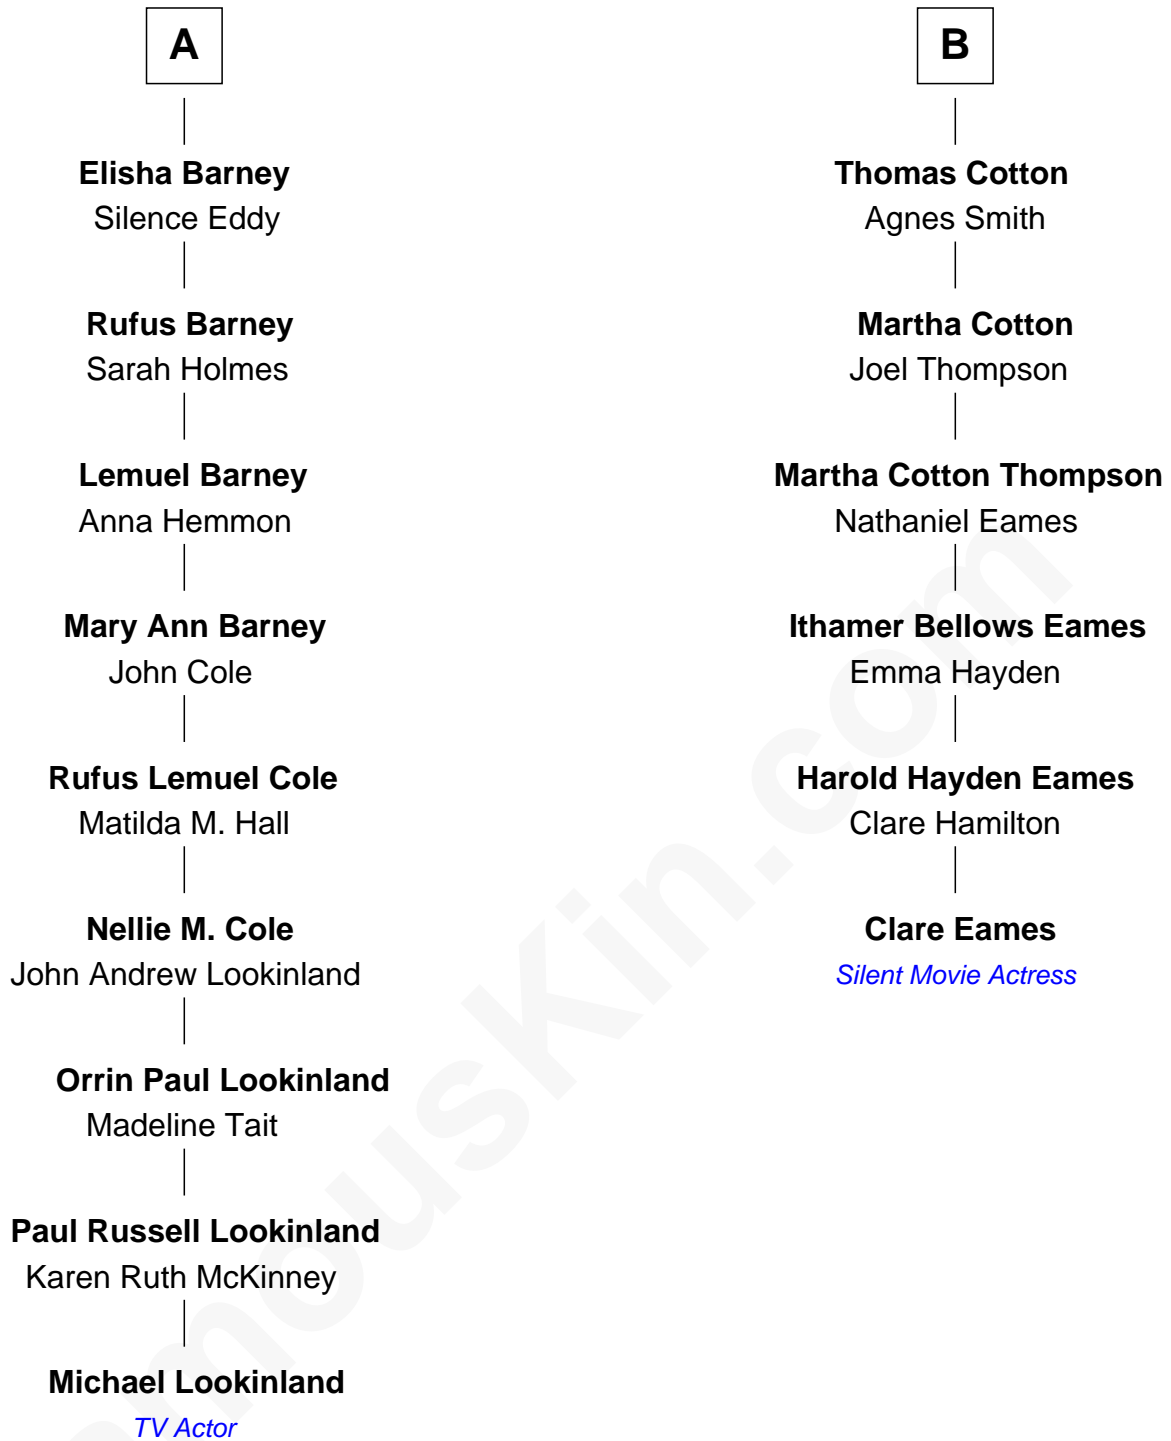 A
Elisha Barney
Silence Eddy
Rufus Barney
Sarah Holmes
Lemuel Barney
Anna Hemmon
Mary Ann Barney
John Cole
Rufus Lemuel Cole
Matilda M. Hall
Nellie M. Cole
John Andrew Lookinland
Orrin Paul Lookinland
Madeline Tait
Paul Russell Lookinland
Karen Ruth McKinney
Michael Lookinland
TV Actor
B
Thomas Cotton
Agnes Smith
Martha Cotton
Joel Thompson
Martha Cotton Thompson
Nathaniel Eames
Ithamer Bellows Eames
Emma Hayden
Harold Hayden Eames
Clare Hamilton
Clare Eames
Silent Movie Actress
mouskin.com